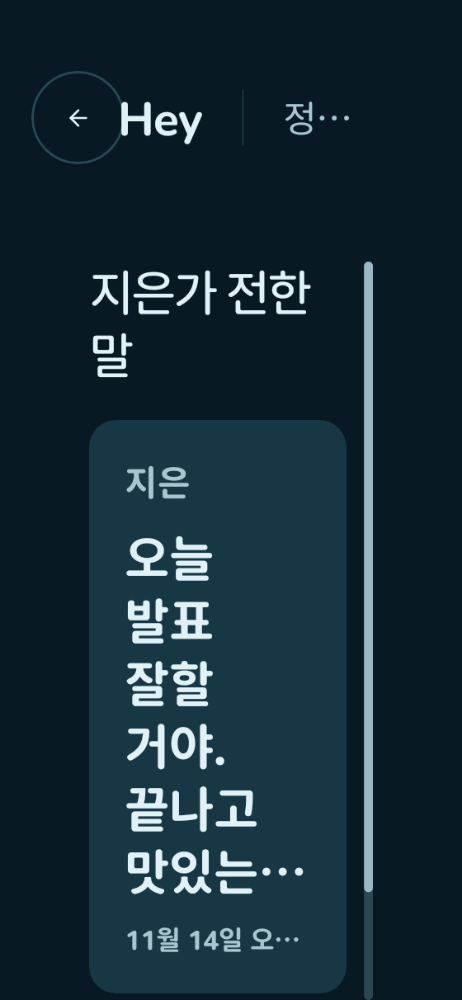 Hey
정…
지은가 전한
말
지은
오늘
발표
잘할
거야.
끝나고
맛있는…
11월 14일 오…